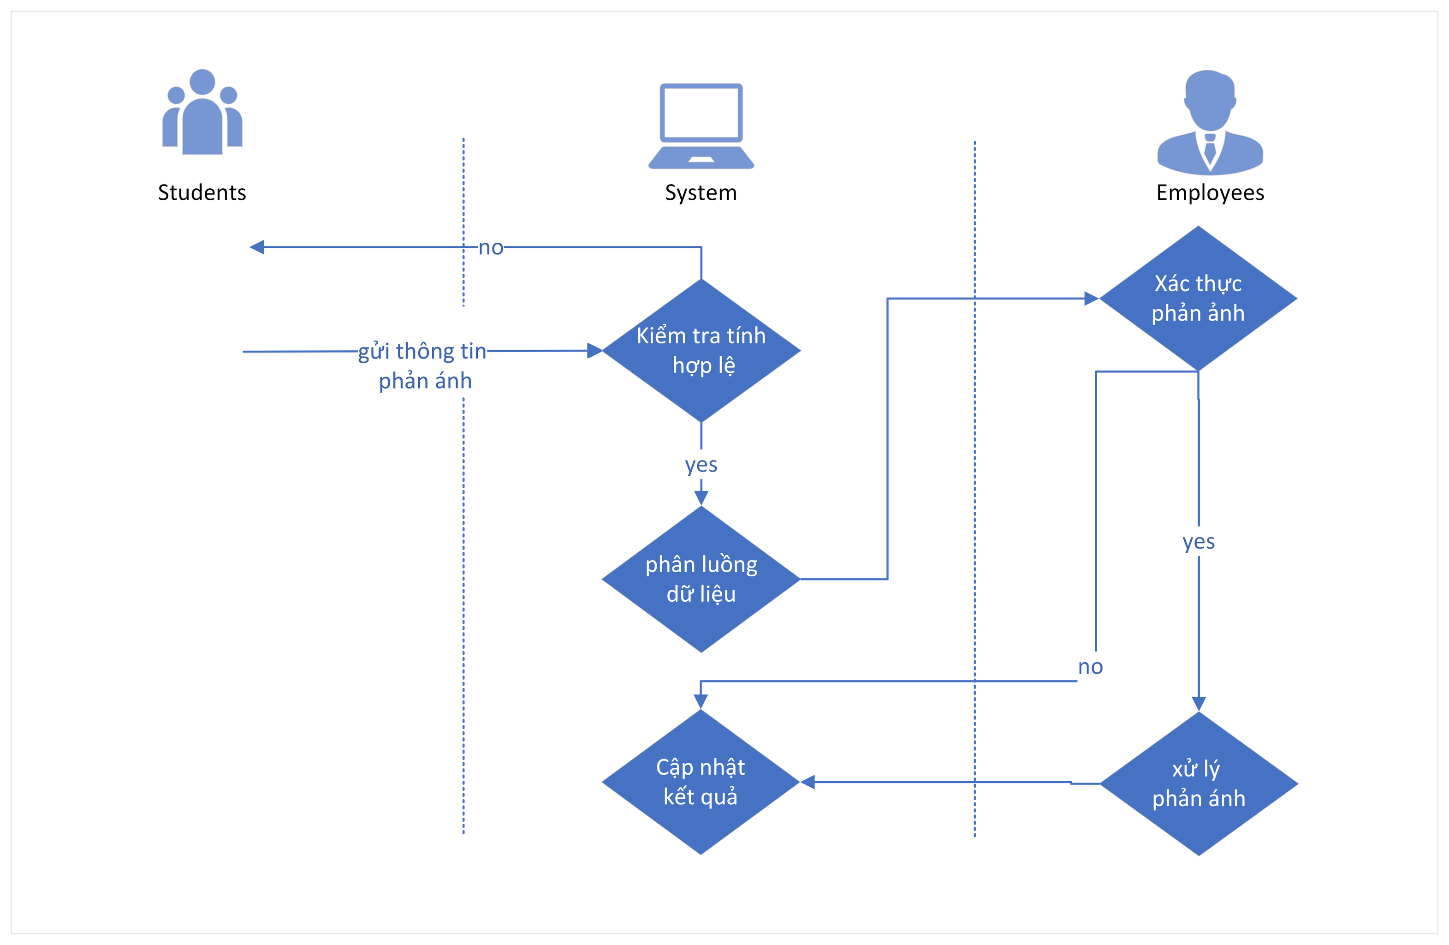 Students
System
Employees
no
Xác thực
phản ảnh
Kiểm tra tính
hợp lệ
gửi thông tin
phản ánh
yes
phân luồng
dữ liệu
yes
no
Cập nhật
kết quả
xử lý
phản ánh